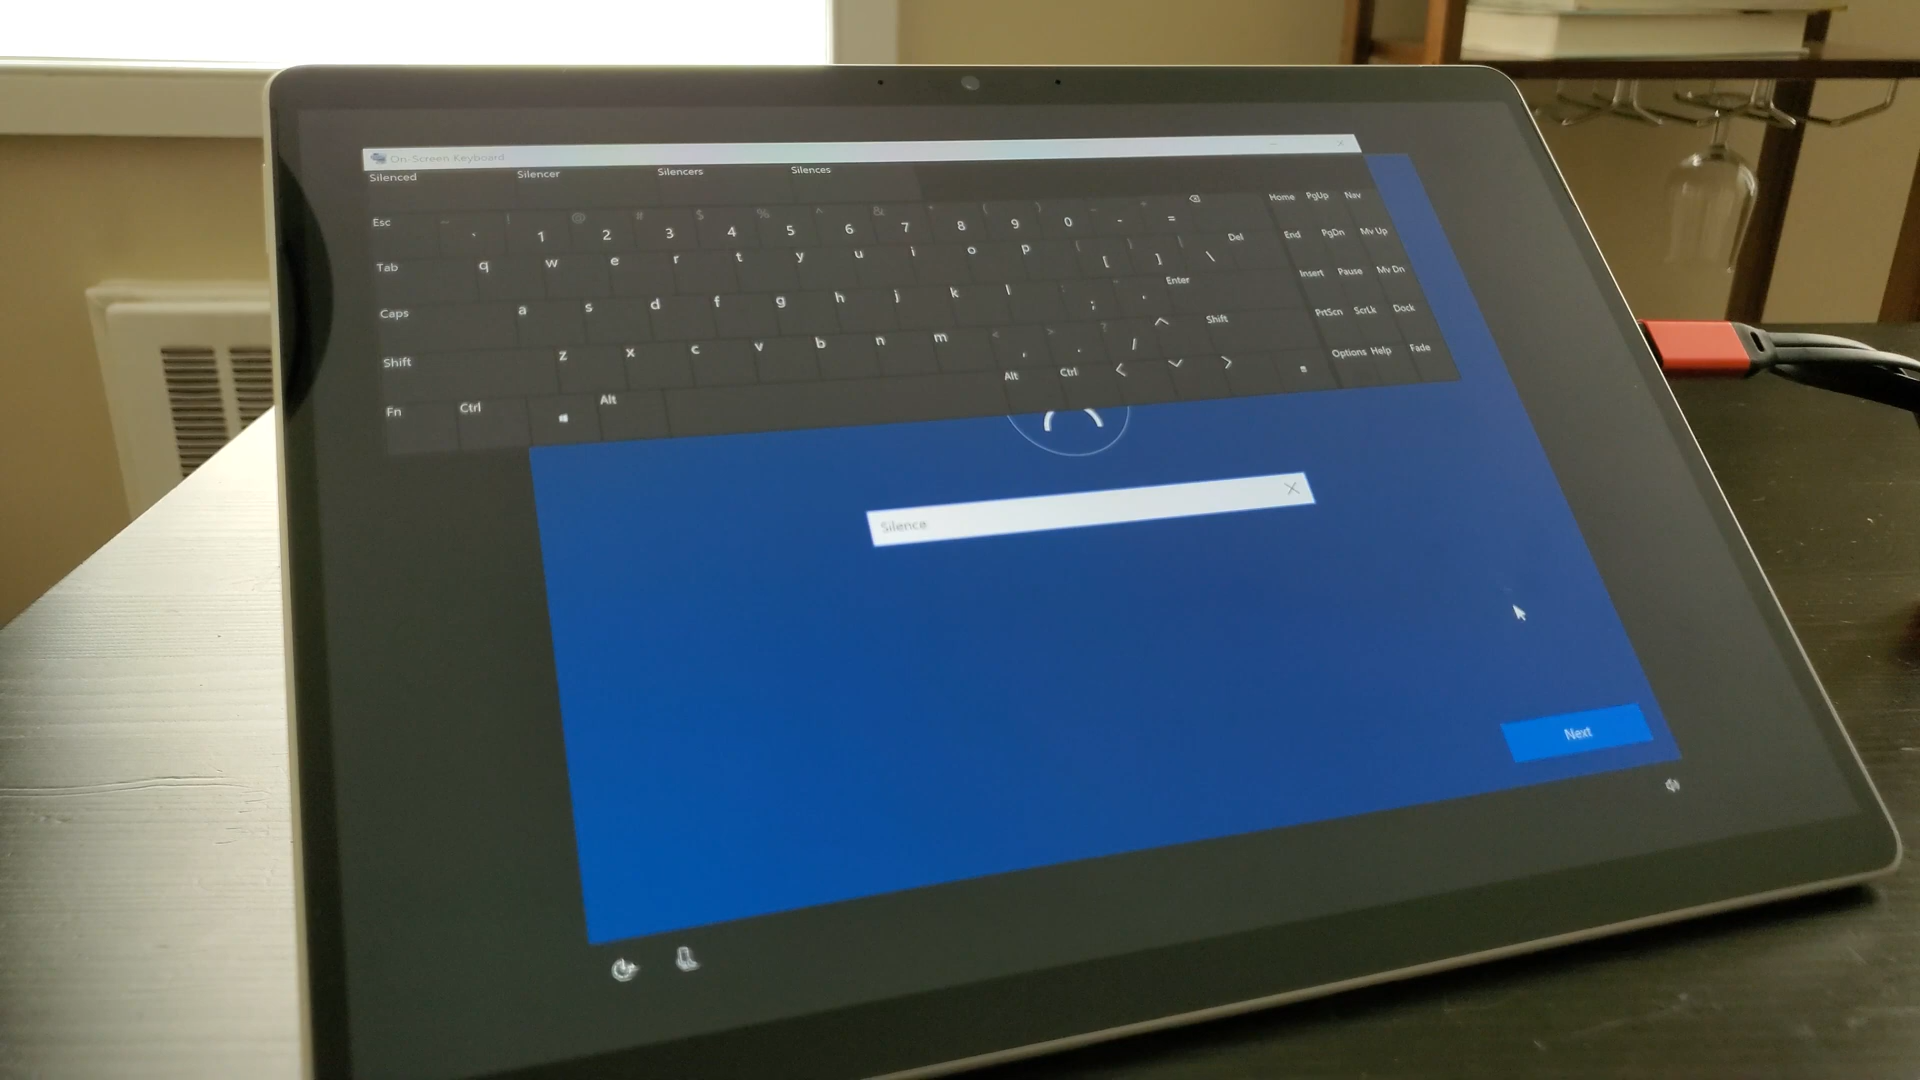 On-Screen Keyboard
Silenced Silencer Silencers Silences
Esc ~ ` ! 1 @ 2 # 3 $ 4 % 5 ^ 6 & 7 * 8 ( 9 ) 0 - = Home PgUp Nav
Tab q w e r t y u i o p [ ] \ Del End PgDn Mv Up
Caps a s d f g h j k l ; ' Enter Insert Pause Mv Dn
Shift z x c v b n m < , > . ? / Shift PrtScn ScrLk Dock
Fn Ctrl Alt Alt Ctrl Options Help Fade
Silence
Next